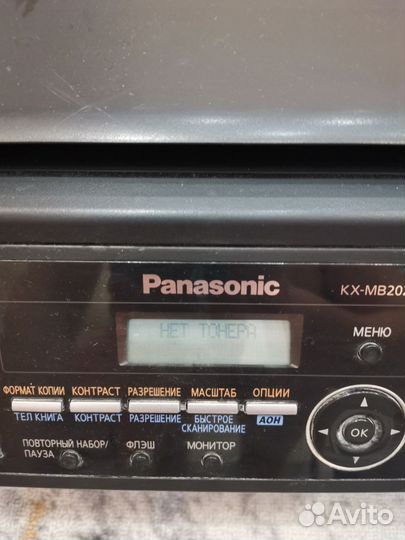 Panasonic
KX-MB202
НЕТ ТОНЕРА
МЕНЮ
ФОРМАТ КОПИИ КОНТРАСТ РАЗРЕШЕНИЕ МАСШТАБ ОПЦИИ
ТЕЛ КНИГА КОНТРАСТ РАЗРЕШЕНИЕ БЫСТРОЕ СКАНИРОВАНИЕ АОН
OK
ПОВТОРНЫЙ НАБОР/ ФЛЭШ МОНИТОР
ПАУЗА
Avito